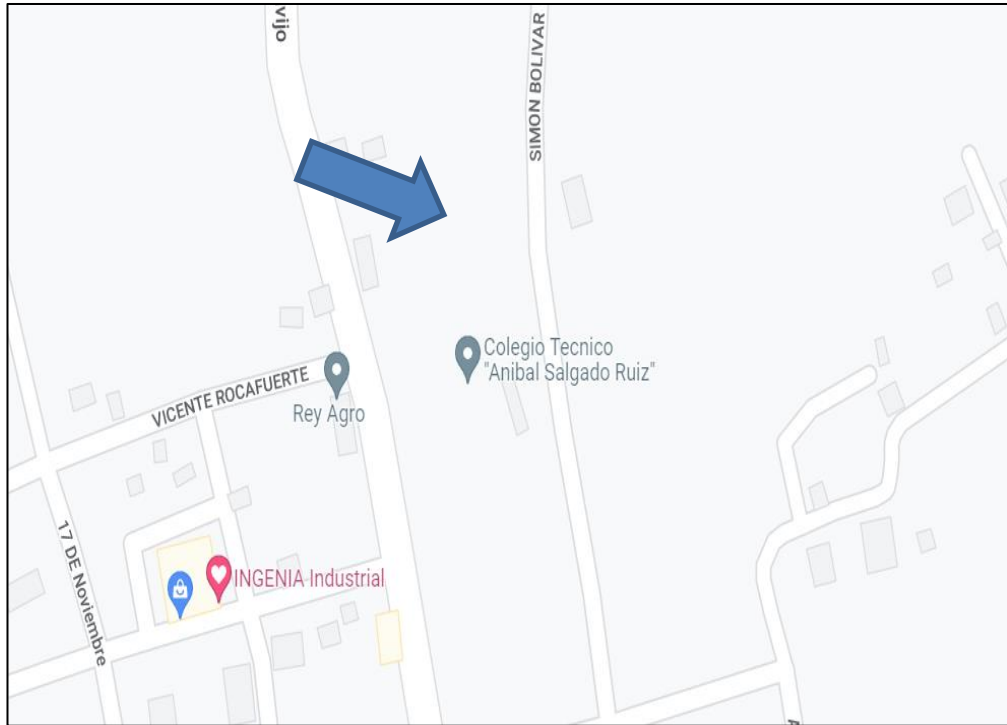 vijo
SIMON BOLIVAR
Colegio Tecnico
"Anibal Salgado Ruiz"
VICENTE ROCAFUERTE
Rey Agro
17 DE Noviembre
INGENIA Industrial